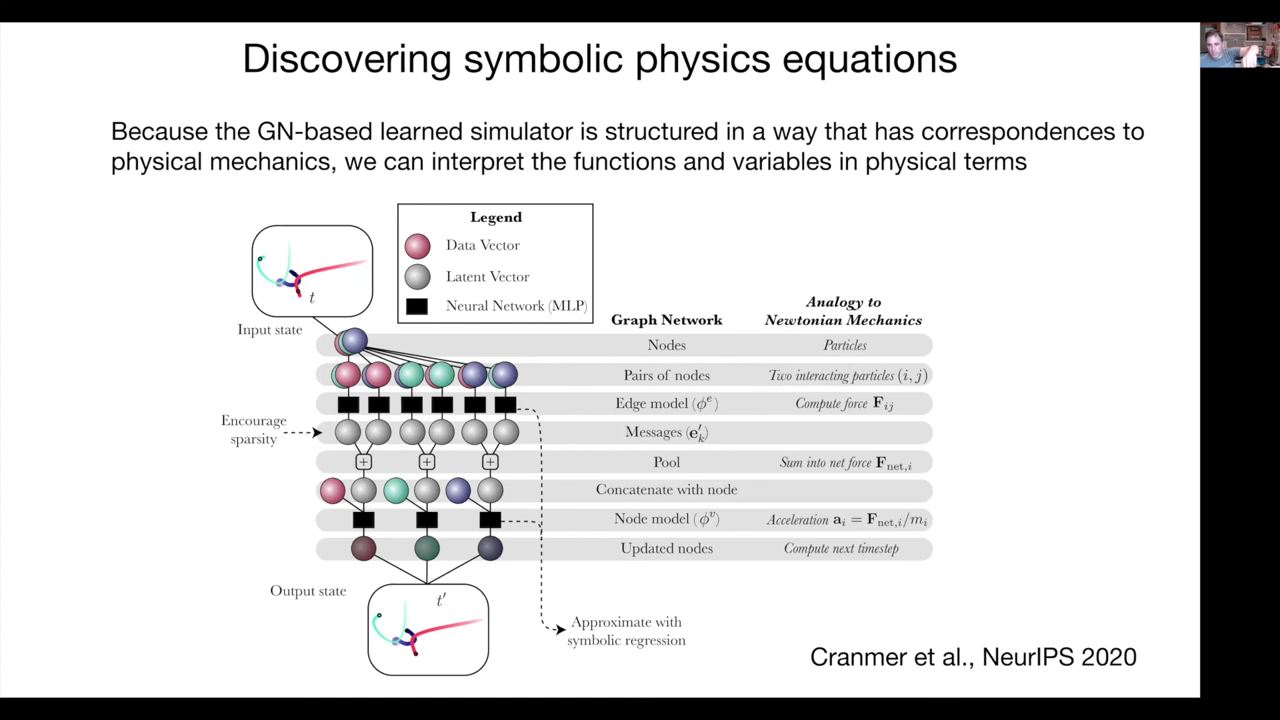 Discovering symbolic physics equations
Because the GN-based learned simulator is structured in a way that has correspondences to
physical mechanics, we can interpret the functions and variables in physical terms
Legend
Data Vector
Latent Vector
Neural Network (MLP)
t
Input state
Encourage
sparsity
Graph Network
Analogy to
Newtonian Mechanics
Nodes
Particles
Pairs of nodes
Two interacting particles (i, j)
Edge model (ϕᵉ)
Compute force F_ij
Messages (e′_k)
+ + +
Pool
Sum into net force F_net,i
Concatenate with node
Node model (ϕᵛ)
Acceleration a_i = F_net,i/m_i
Updated nodes
Compute next timestep
Output state
t′
Approximate with
symbolic regression
Cranmer et al., NeurIPS 2020